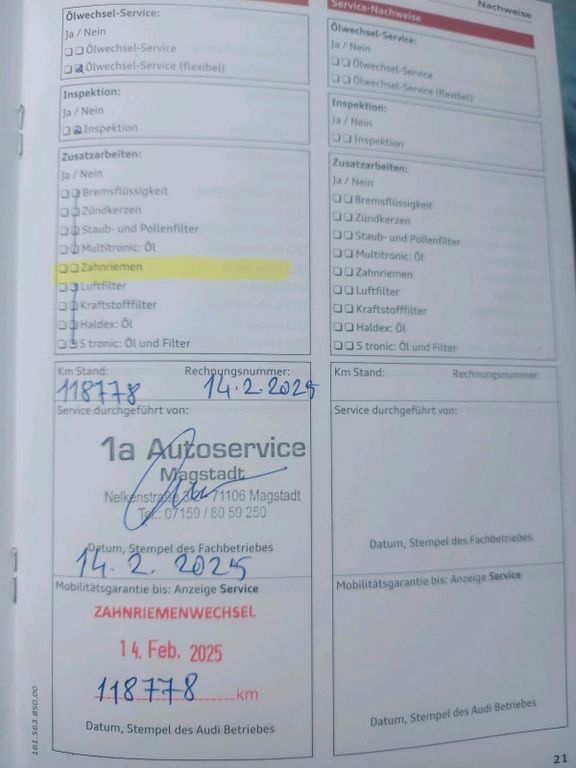 Ölwechsel-Service:
Ja / Nein
Ölwechsel-Service
Ölwechsel-Service (flexibel)
Inspektion:
Ja / Nein
Inspektion
Zusatzarbeiten:
Ja / Nein
Bremsflüssigkeit
Zündkerzen
Staub- und Pollenfilter
Multitronic: Öl
Zahnriemen
Luftfilter
Kraftstofffilter
Haldex: Öl
S tronic: Öl und Filter
Km Stand: Rechnungsnummer:
118778 14.2.2025
Service durchgeführt von:
1a Autoservice
Magstadt
Nelkenstraße 71106 Magstadt
Tel.: 07159 / 80 59 250
Datum, Stempel des Fachbetriebes
14.2.2025
Mobilitätsgarantie bis: Anzeige Service
ZAHNRIEMENWECHSEL
14. Feb. 2025
118778 km
Datum, Stempel des Audi Betriebes
161.563.850.00
Nachweise
Service-Nachweise
Ölwechsel-Service:
Ja / Nein
Ölwechsel-Service
Ölwechsel-Service (flexibel)
Inspektion:
Ja / Nein
Inspektion
Zusatzarbeiten:
Ja / Nein
Bremsflüssigkeit
Zündkerzen
Staub- und Pollenfilter
Multitronic: Öl
Zahnriemen
Luftfilter
Kraftstofffilter
Haldex: Öl
S tronic: Öl und Filter
Km Stand: Rechnungsnummer:
Service durchgeführt von:
Datum, Stempel des Fachbetriebes
Mobilitätsgarantie bis: Anzeige Service
Datum, Stempel des Audi Betriebes
21